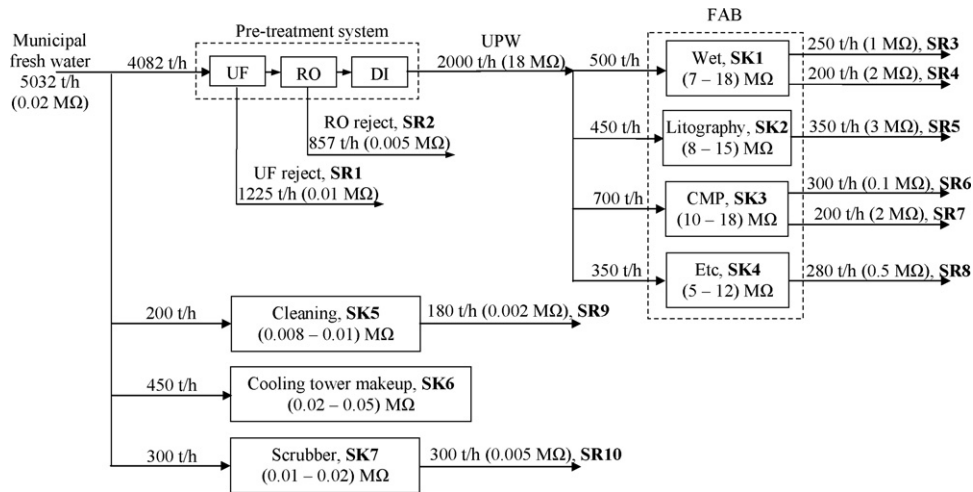 Municipal
fresh water
5032 t/h
(0.02 MΩ)
4082 t/h
Pre-treatment system
UF
RO
DI
UPW
2000 t/h (18 MΩ)
RO reject, SR2
857 t/h (0.005 MΩ)
UF reject, SR1
1225 t/h (0.01 MΩ)
FAB
500 t/h
Wet, SK1
(7 – 18) MΩ
250 t/h (1 MΩ), SR3
200 t/h (2 MΩ), SR4
450 t/h
Litography, SK2
(8 – 15) MΩ
350 t/h (3 MΩ), SR5
700 t/h
CMP, SK3
(10 – 18) MΩ
300 t/h (0.1 MΩ), SR6
200 t/h (2 MΩ), SR7
350 t/h
Etc, SK4
(5 – 12) MΩ
280 t/h (0.5 MΩ), SR8
200 t/h
Cleaning, SK5
(0.008 – 0.01) MΩ
180 t/h (0.002 MΩ), SR9
450 t/h
Cooling tower makeup, SK6
(0.02 – 0.05) MΩ
300 t/h
Scrubber, SK7
(0.01 – 0.02) MΩ
300 t/h (0.005 MΩ), SR10